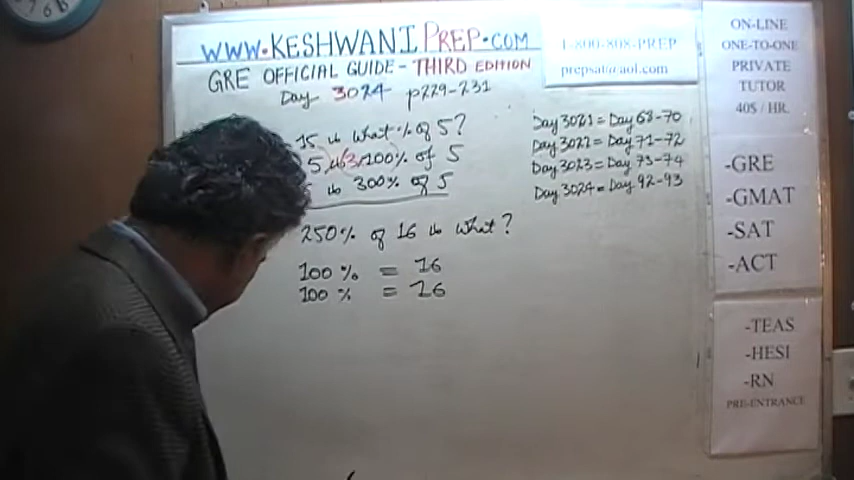 WWW.KESHWANIPREP.COM
GRE OFFICIAL GUIDE - THIRD EDITION
Day 3024 p229-231
15 is what % of 5?
5 is 3×100% of 5
is 300% of 5
250% of 16 is what?
100 % = 16
100 % = 16
1-800-808-PREP
prepsat@aol.com
Day 3021 = Day 68-70
Day 3022 = Day 71-72
Day 3023 = Day 73-74
Day 3024 = Day 92-93
ON-LINE
ONE-TO-ONE
PRIVATE
TUTOR
40$ / HR.
-GRE
-GMAT
-SAT
-ACT
-TEAS
-HESI
-RN
PRE-ENTRANCE